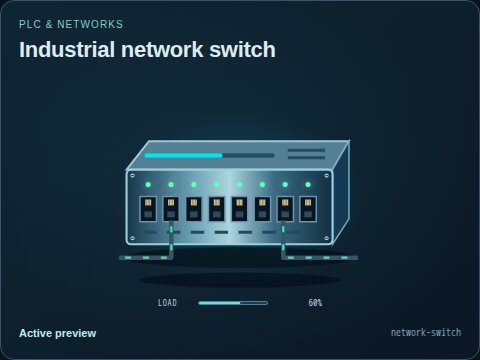 PLC & NETWORKS
Industrial network switch
LOAD 60%
Active preview
network-switch